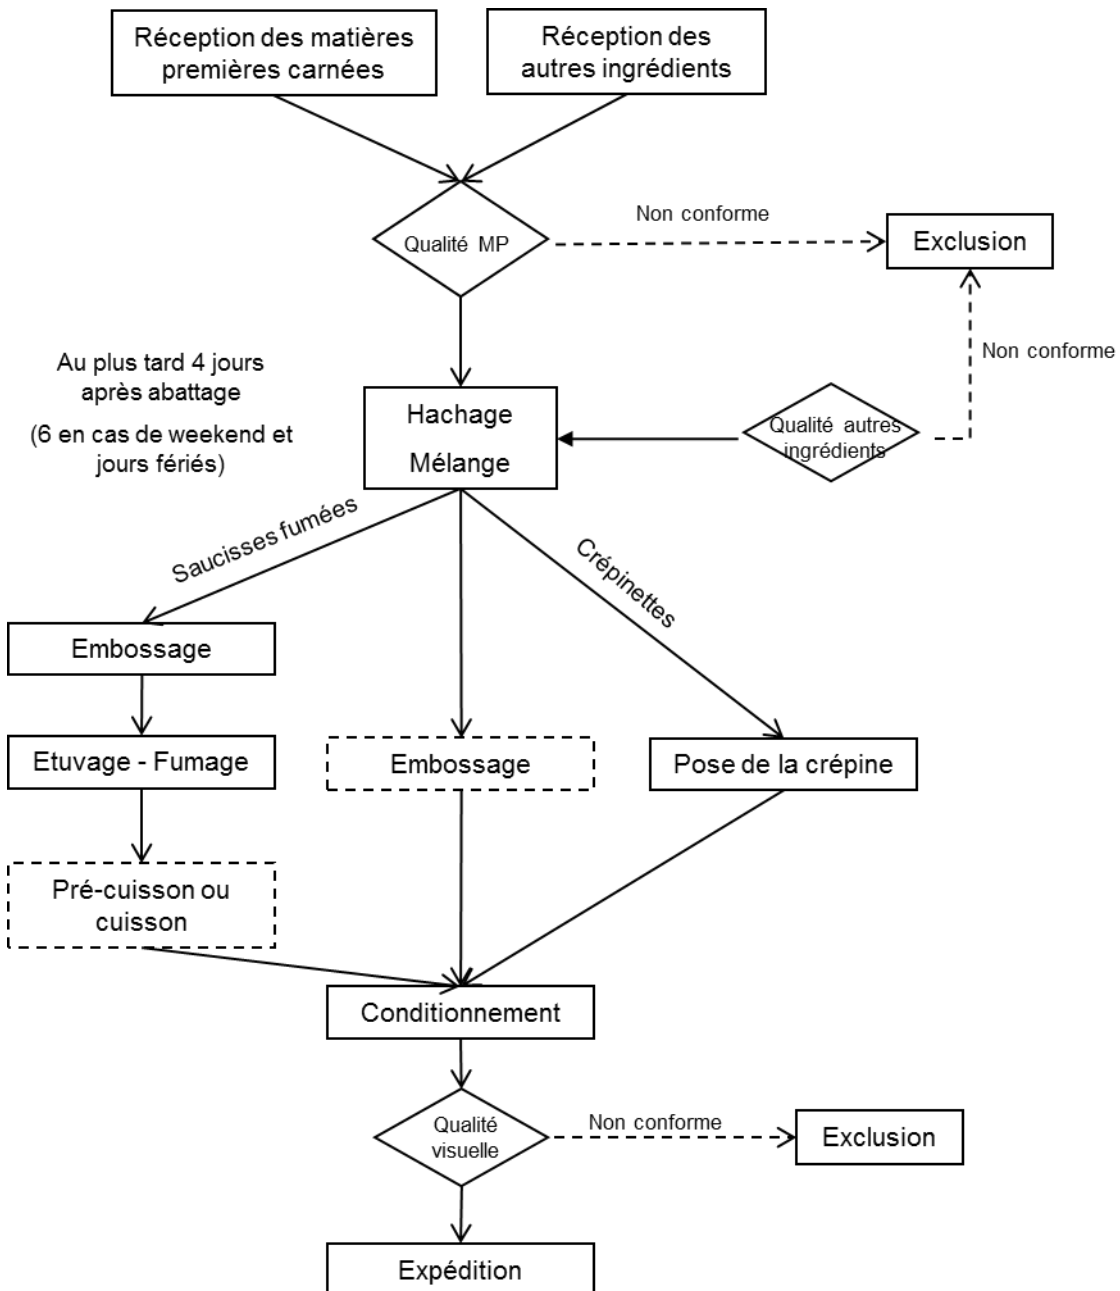 Réception des matières
premières carnées
Réception des
autres ingrédients
Non conforme
Qualité MP
Exclusion
Non conforme
Au plus tard 4 jours
après abattage
(6 en cas de weekend et
jours fériés)
Hachage
Mélange
Qualité autres
ingrédients
Saucisses fumées
Crépinettes
Embossage
Etuvage - Fumage
Embossage
Pose de la crépine
Pré-cuisson ou
cuisson
Conditionnement
Qualité
visuelle
Non conforme
Exclusion
Expédition